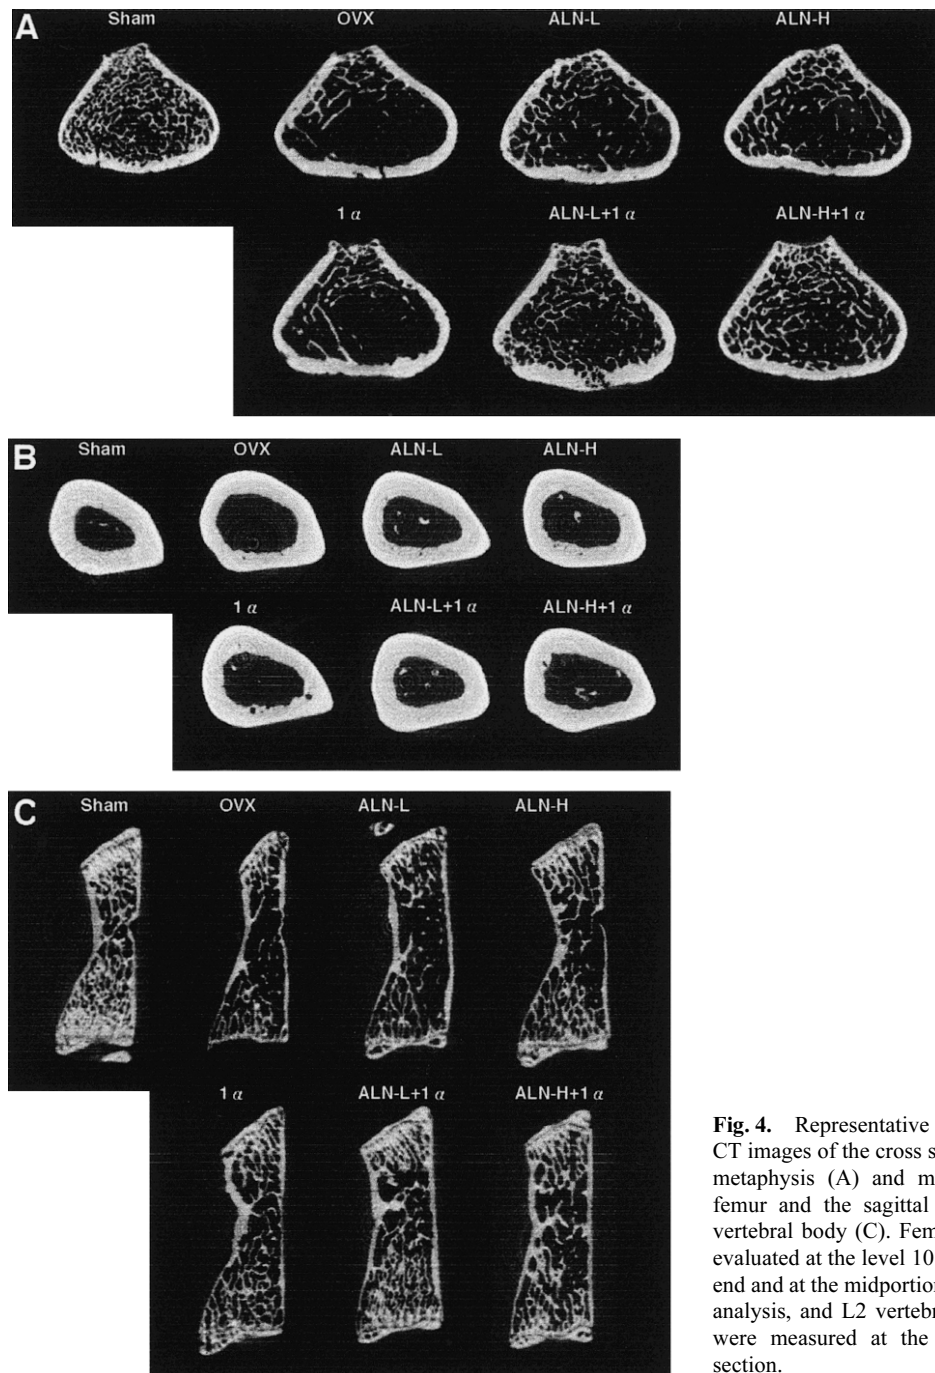 A
Sham OVX ALN-L ALN-H
1 α ALN-L+1 α ALN-H+1 α
B
Sham OVX ALN-L ALN-H
1 α ALN-L+1 α ALN-H+1 α
C
Sham OVX ALN-L ALN-H
1 α ALN-L+1 α ALN-H+1 α
Fig. 4. Representative
CT images of the cross s
metaphysis (A) and m
femur and the sagittal
vertebral body (C). Fem
evaluated at the level 10
end and at the midportion
analysis, and L2 vertebr
were measured at the
section.